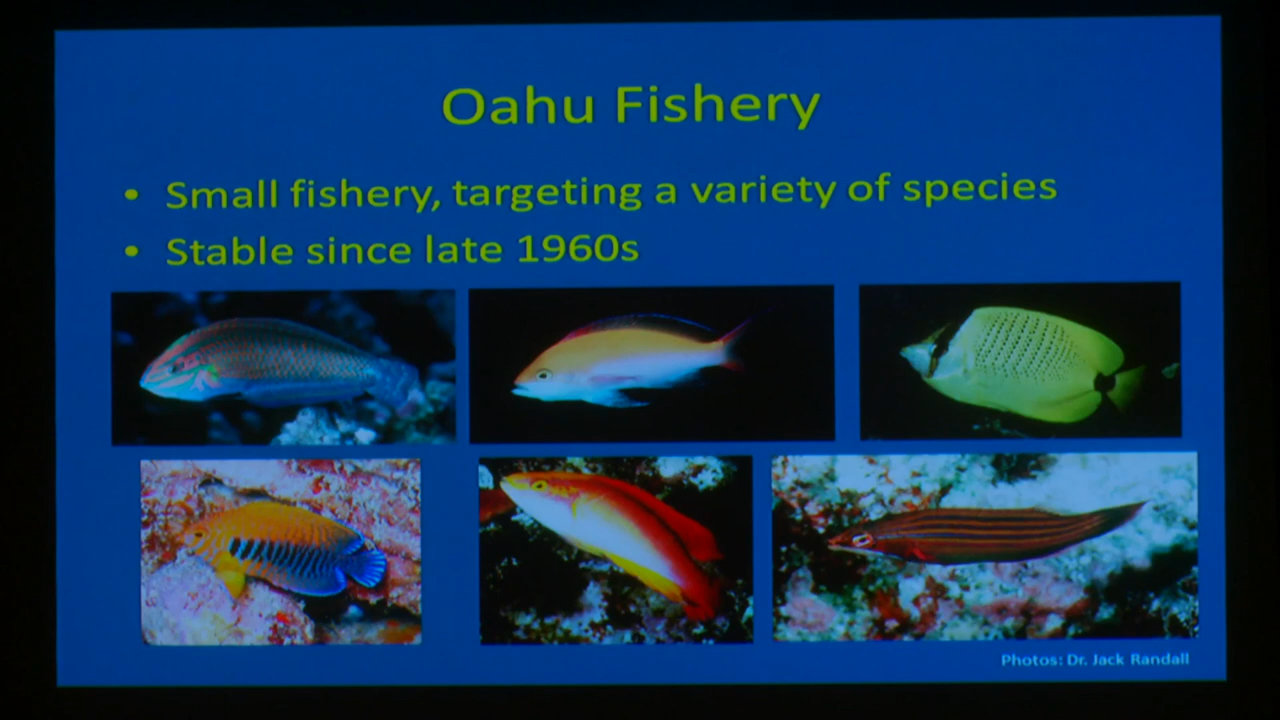 Oahu Fishery
• Small fishery, targeting a variety of species
• Stable since late 1960s
Photos: Dr. Jack Randall